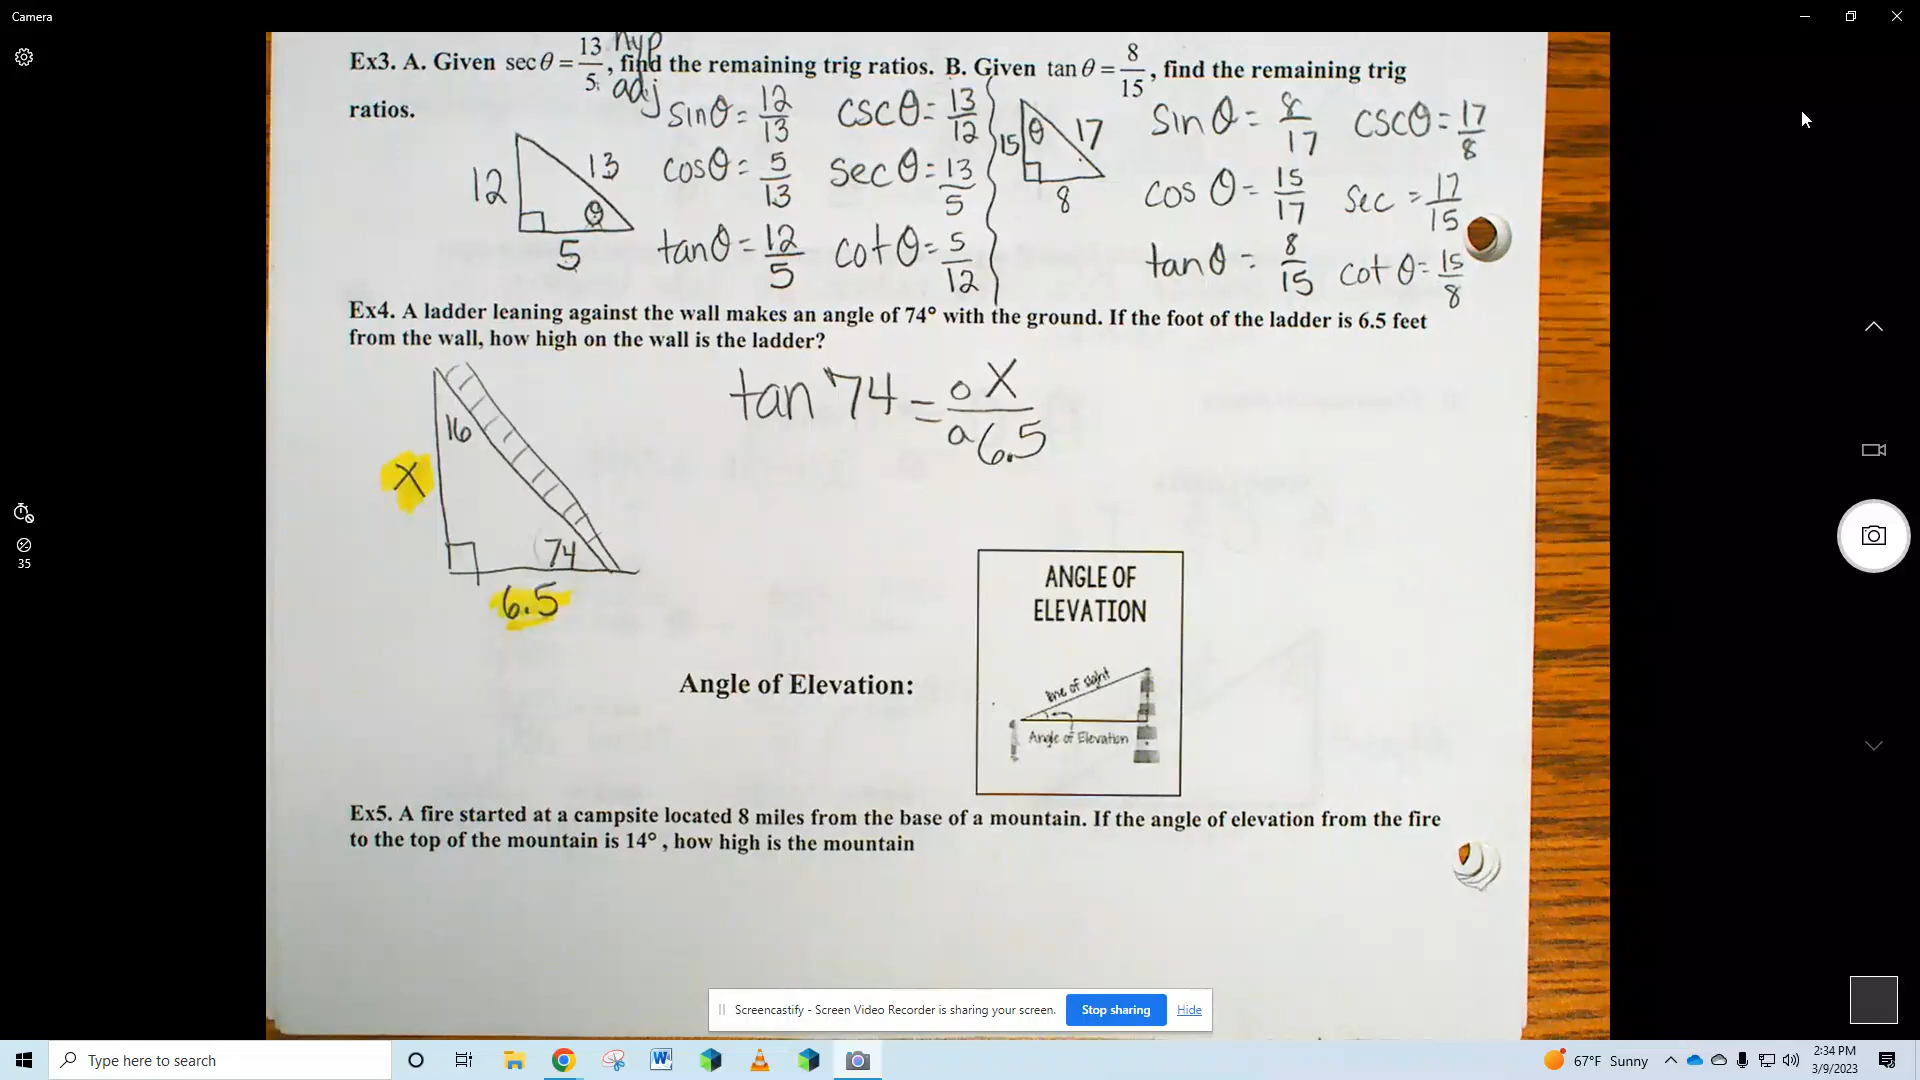 Camera
Ex3. A. Given sec θ = 13/5, find the remaining trig ratios. B. Given tan θ = 8/15, find the remaining trig
hyp
adj
ratios.
sinθ = 12/13 cscθ = 13/12
cosθ = 5/13 secθ = 13/5
tanθ = 12/5 cotθ = 5/12
12 13 θ 5
15 θ 17 8
sin θ = 8/17 cscθ = 17/8
cos θ = 15/17 sec = 17/15
tanθ = 8/15 cot θ = 15/8
Ex4. A ladder leaning against the wall makes an angle of 74° with the ground. If the foot of the ladder is 6.5 feet
from the wall, how high on the wall is the ladder?
tan 74 = o X / a 6.5
16
X
74
6.5
ANGLE OF
ELEVATION
line of sight
Angle of Elevation
Angle of Elevation:
Ex5. A fire started at a campsite located 8 miles from the base of a mountain. If the angle of elevation from the fire
to the top of the mountain is 14° , how high is the mountain
35
Screencastify - Screen Video Recorder is sharing your screen. Stop sharing Hide
Type here to search
67°F Sunny
2:34 PM
3/9/2023